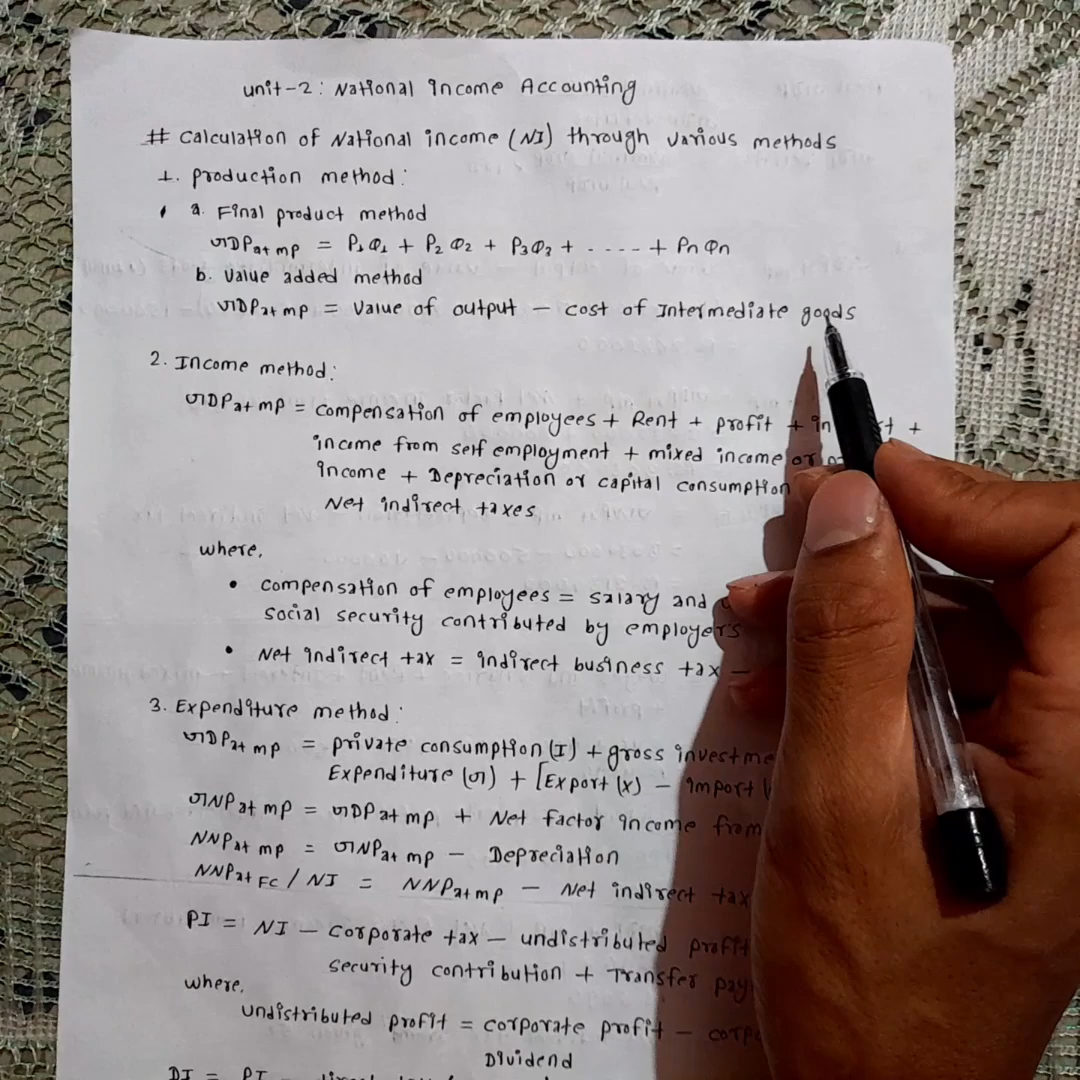 Unit-2: National Income Accounting
# Calculation of National income (NI) through various methods
1. production method:
a. Final product method
GDPat mp = P₁Q₁ + P₂Q₂ + P₃Q₃ + ..... + PnQn
b. Value added method
GDPat mp = Value of output - cost of Intermediate goods
2. Income method:
GDPat mp = compensation of employees + Rent + profit + +
income from self employment + mixed income or
income + Depreciation or capital consumption
Net indirect taxes
where,
• compensation of employees = salary and
social security contributed by employers
• Net indirect tax = indirect business tax -
3. Expenditure method:
GDPat mp = private consumption (I) + gross
Expenditure (G) + [Export (X) - import
GNPat mp = GDPat mp + Net factor income from
NNPat mp = GNPat mp - Depreciation
NNPat FC / NI = NNPat mp - Net indirect tax
PI = NI - corporate tax - undistributed profit
security contribution + Transfer
where,
undistributed profit = corporate profit -
Dividend
DI = PI